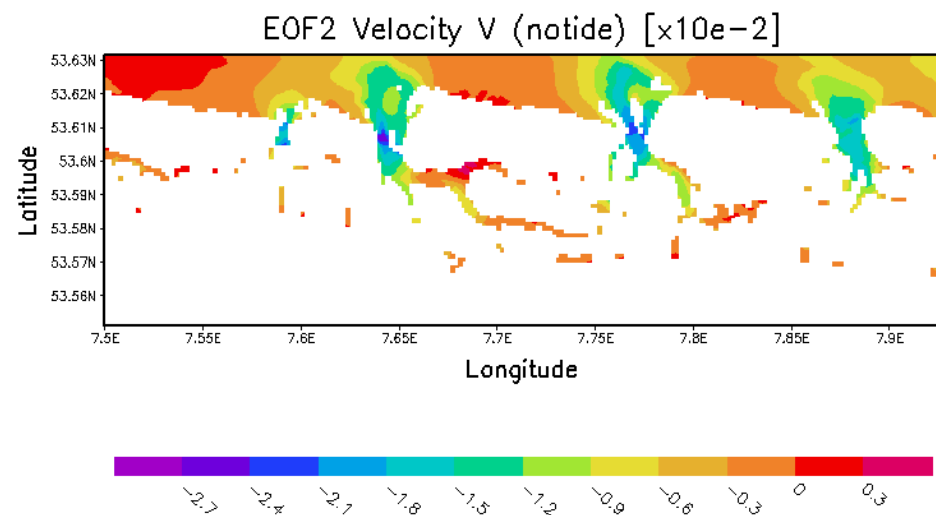 EOF2 Velocity V (notide) [x10e-2]
53.63N
53.62N
53.61N
53.6N
53.59N
53.58N
53.57N
53.56N
Latitude
7.5E 7.55E 7.6E 7.65E 7.7E 7.75E 7.8E 7.85E 7.9E
Longitude
-2.7 -2.4 -2.1 -1.8 -1.5 -1.2 -0.9 -0.6 -0.3 0 0.3